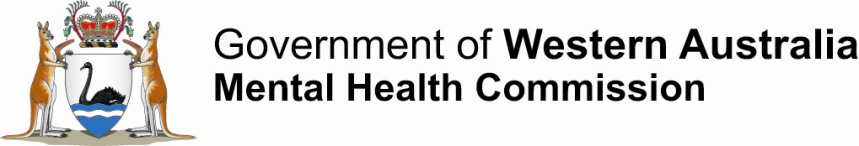 Government of Western Australia
Mental Health Commission